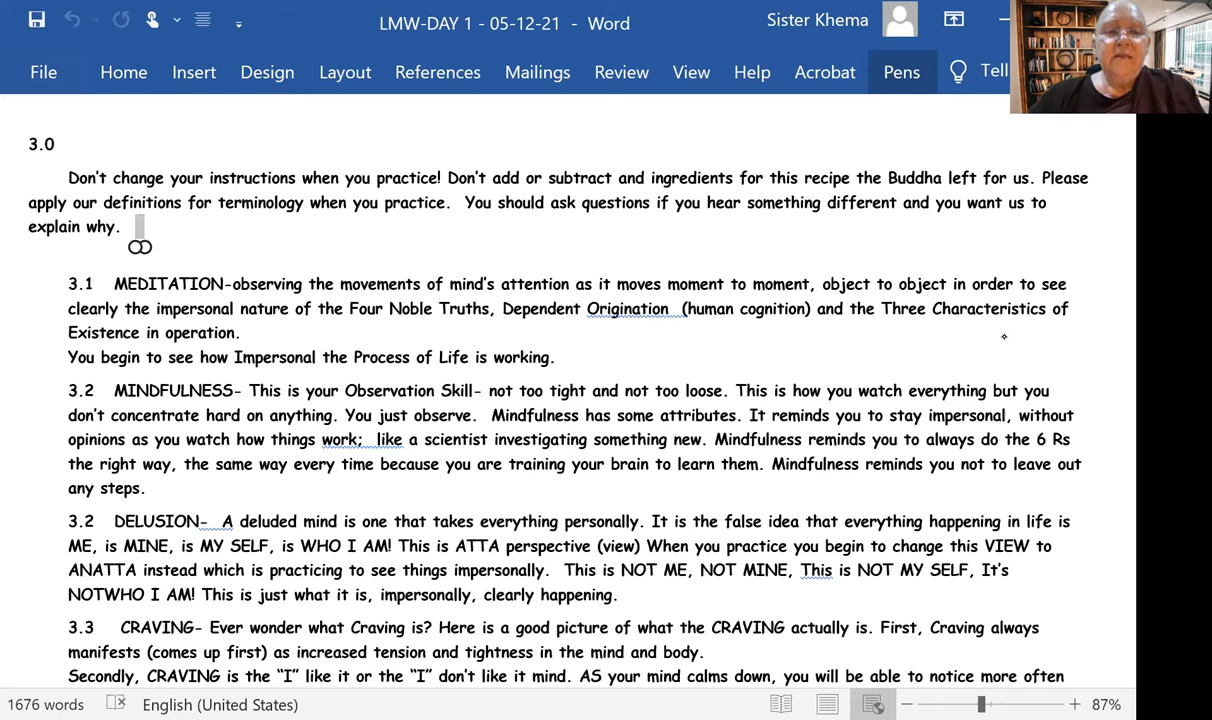 LMW-DAY 1 - 05-12-21 - Word
Sister Khema
File Home Insert Design Layout References Mailings Review View Help Acrobat Pens Tell
3.0
Don't change your instructions when you practice! Don't add or subtract and ingredients for this recipe the Buddha left for us. Please
apply our definitions for terminology when you practice. You should ask questions if you hear something different and you want us to
explain why.
3.1 MEDITATION-observing the movements of mind's attention as it moves moment to moment, object to object in order to see
clearly the impersonal nature of the Four Noble Truths, Dependent Origination (human cognition) and the Three Characteristics of
Existence in operation.
You begin to see how Impersonal the Process of Life is working.
3.2 MINDFULNESS- This is your Observation Skill- not too tight and not too loose. This is how you watch everything but you
don't concentrate hard on anything. You just observe. Mindfulness has some attributes. It reminds you to stay impersonal, without
opinions as you watch how things work; like a scientist investigating something new. Mindfulness reminds you to always do the 6 Rs
the right way, the same way every time because you are training your brain to learn them. Mindfulness reminds you not to leave out
any steps.
3.2 DELUSION- A deluded mind is one that takes everything personally. It is the false idea that everything happening in life is
ME, is MINE, is MY SELF, is WHO I AM! This is ATTA perspective (view) When you practice you begin to change this VIEW to
ANATTA instead which is practicing to see things impersonally. This is NOT ME, NOT MINE, This is NOT MY SELF, It's
NOTWHO I AM! This is just what it is, impersonally, clearly happening.
3.3 CRAVING- Ever wonder what Craving is? Here is a good picture of what the CRAVING actually is. First, Craving always
manifests (comes up first) as increased tension and tightness in the mind and body.
Secondly, CRAVING is the "I" like it or the "I" don't like it mind. AS your mind calms down, you will be able to notice more often
1676 words English (United States) 87%